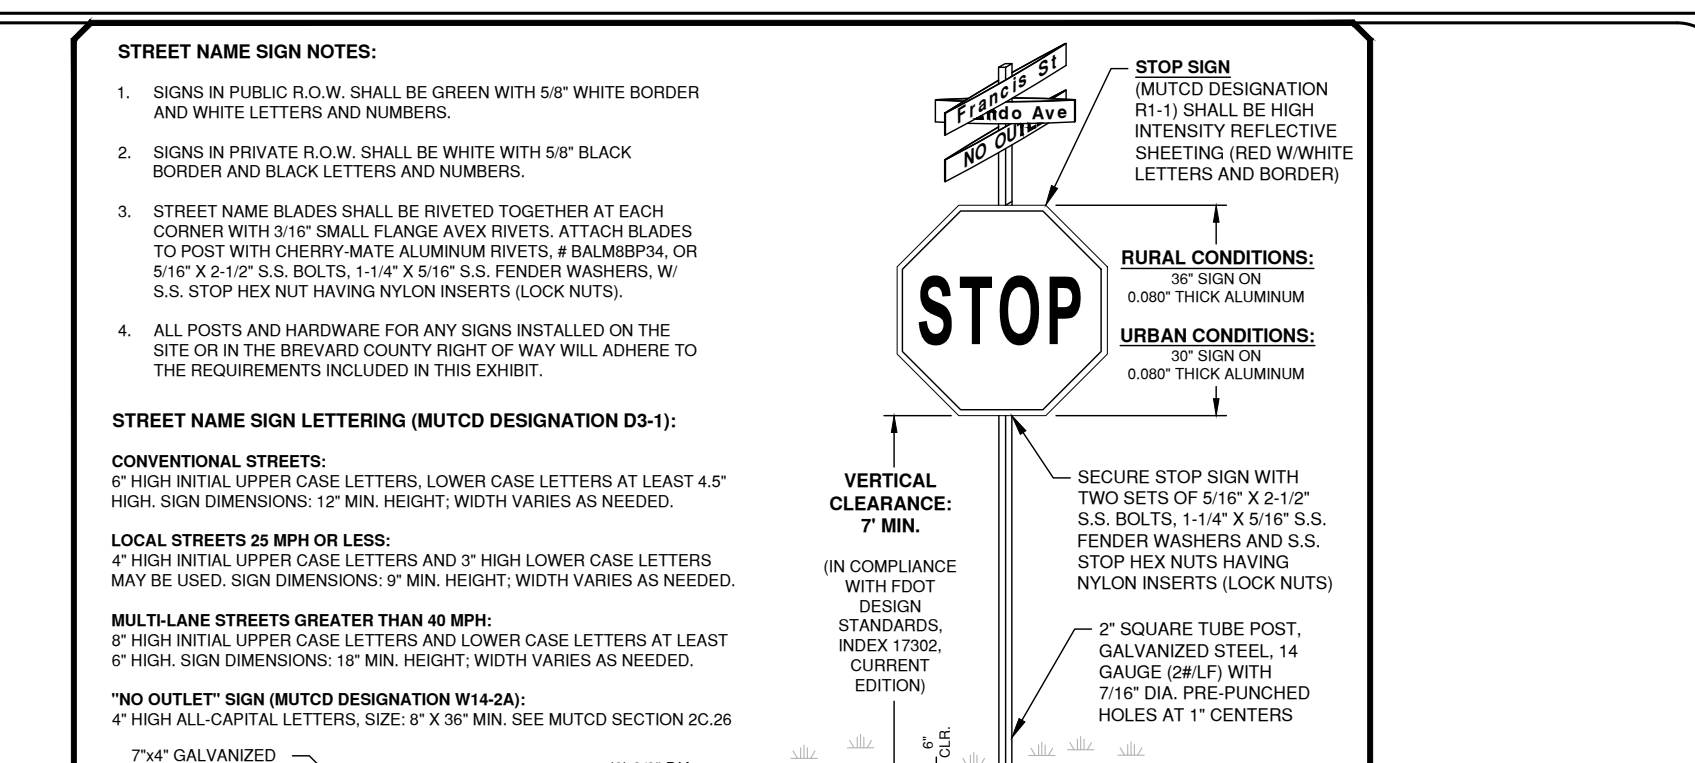 STREET NAME SIGN NOTES:
1. SIGNS IN PUBLIC R.O.W. SHALL BE GREEN WITH 5/8" WHITE BORDER
AND WHITE LETTERS AND NUMBERS.
2. SIGNS IN PRIVATE R.O.W. SHALL BE WHITE WITH 5/8" BLACK
BORDER AND BLACK LETTERS AND NUMBERS.
3. STREET NAME BLADES SHALL BE RIVETED TOGETHER AT EACH
CORNER WITH 3/16" SMALL FLANGE AVEX RIVETS. ATTACH BLADES
TO POST WITH CHERRY-MATE ALUMINUM RIVETS, # BALM8BP34, OR
5/16" X 2-1/2" S.S. BOLTS, 1-1/4" X 5/16" S.S. FENDER WASHERS, W/
S.S. STOP HEX NUT HAVING NYLON INSERTS (LOCK NUTS).
4. ALL POSTS AND HARDWARE FOR ANY SIGNS INSTALLED ON THE
SITE OR IN THE BREVARD COUNTY RIGHT OF WAY WILL ADHERE TO
THE REQUIREMENTS INCLUDED IN THIS EXHIBIT.
STREET NAME SIGN LETTERING (MUTCD DESIGNATION D3-1):
CONVENTIONAL STREETS:
6" HIGH INITIAL UPPER CASE LETTERS, LOWER CASE LETTERS AT LEAST 4.5"
HIGH. SIGN DIMENSIONS: 12" MIN. HEIGHT; WIDTH VARIES AS NEEDED.
LOCAL STREETS 25 MPH OR LESS:
4" HIGH INITIAL UPPER CASE LETTERS AND 3" HIGH LOWER CASE LETTERS
MAY BE USED. SIGN DIMENSIONS: 9" MIN. HEIGHT; WIDTH VARIES AS NEEDED.
MULTI-LANE STREETS GREATER THAN 40 MPH:
8" HIGH INITIAL UPPER CASE LETTERS AND LOWER CASE LETTERS AT LEAST
6" HIGH. SIGN DIMENSIONS: 18" MIN. HEIGHT; WIDTH VARIES AS NEEDED.
"NO OUTLET" SIGN (MUTCD DESIGNATION W14-2A):
4" HIGH ALL-CAPITAL LETTERS, SIZE: 8" X 36" MIN. SEE MUTCD SECTION 2C.26
7"x4" GALVANIZED
Francis St
Ave
NO
STOP
STOP SIGN
(MUTCD DESIGNATION
R1-1) SHALL BE HIGH
INTENSITY REFLECTIVE
SHEETING (RED W/WHITE
LETTERS AND BORDER)
RURAL CONDITIONS:
36" SIGN ON
0.080" THICK ALUMINUM
URBAN CONDITIONS:
30" SIGN ON
0.080" THICK ALUMINUM
VERTICAL
CLEARANCE:
7' MIN.
(IN COMPLIANCE
WITH FDOT
DESIGN
STANDARDS,
INDEX 17302,
CURRENT
EDITION)
SECURE STOP SIGN WITH
TWO SETS OF 5/16" X 2-1/2"
S.S. BOLTS, 1-1/4" X 5/16" S.S.
FENDER WASHERS AND S.S.
STOP HEX NUTS HAVING
NYLON INSERTS (LOCK NUTS)
2" SQUARE TUBE POST,
GALVANIZED STEEL, 14
GAUGE (2#/LF) WITH
7/16" DIA. PRE-PUNCHED
HOLES AT 1" CENTERS
6"
CLR.